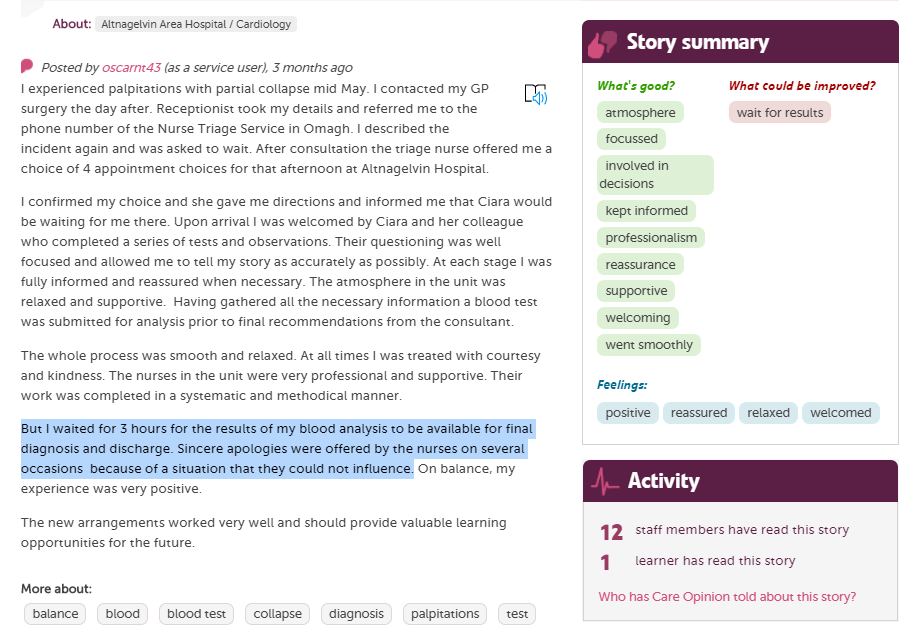 About: Altnagelvin Area Hospital / Cardiology
Posted by oscarnt43 (as a service user), 3 months ago
I experienced palpitations with partial collapse mid May. I contacted my GP
surgery the day after. Receptionist took my details and referred me to the
phone number of the Nurse Triage Service in Omagh. I described the
incident again and was asked to wait. After consultation the triage nurse offered me a
choice of 4 appointment choices for that afternoon at Altnagelvin Hospital.
I confirmed my choice and she gave me directions and informed me that Ciara would
be waiting for me there. Upon arrival I was welcomed by Ciara and her colleague
who completed a series of tests and observations. Their questioning was well
focused and allowed me to tell my story as accurately as possibly. At each stage I was
fully informed and reassured when necessary. The atmosphere in the unit was
relaxed and supportive.  Having gathered all the necessary information a blood test
was submitted for analysis prior to final recommendations from the consultant.
The whole process was smooth and relaxed. At all times I was treated with courtesy
and kindness. The nurses in the unit were very professional and supportive. Their
work was completed in a systematic and methodical manner.
But I waited for 3 hours for the results of my blood analysis to be available for final
diagnosis and discharge. Sincere apologies were offered by the nurses on several
occasions  because of a situation that they could not influence. On balance, my
experience was very positive.
The new arrangements worked very well and should provide valuable learning
opportunities for the future.
More about:
balance blood blood test collapse diagnosis palpitations test
Story summary
What's good?
atmosphere
focussed
involved in
decisions
kept informed
professionalism
reassurance
supportive
welcoming
went smoothly
What could be improved?
wait for results
Feelings:
positive reassured relaxed welcomed
Activity
12 staff members have read this story
1 learner has read this story
Who has Care Opinion told about this story?